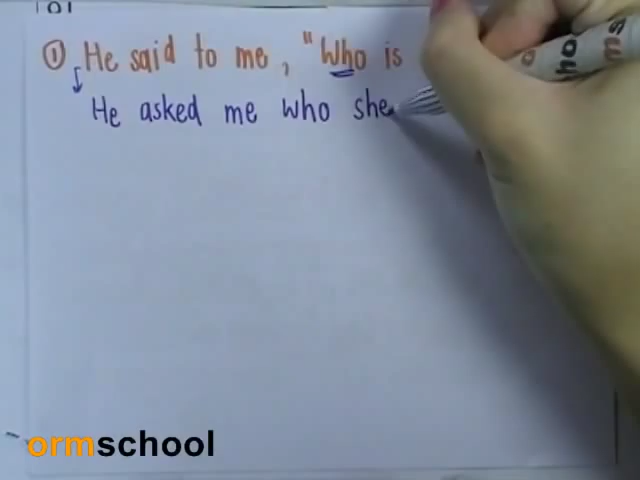 ① He said to me, "Who is
He asked me who she
ormschool